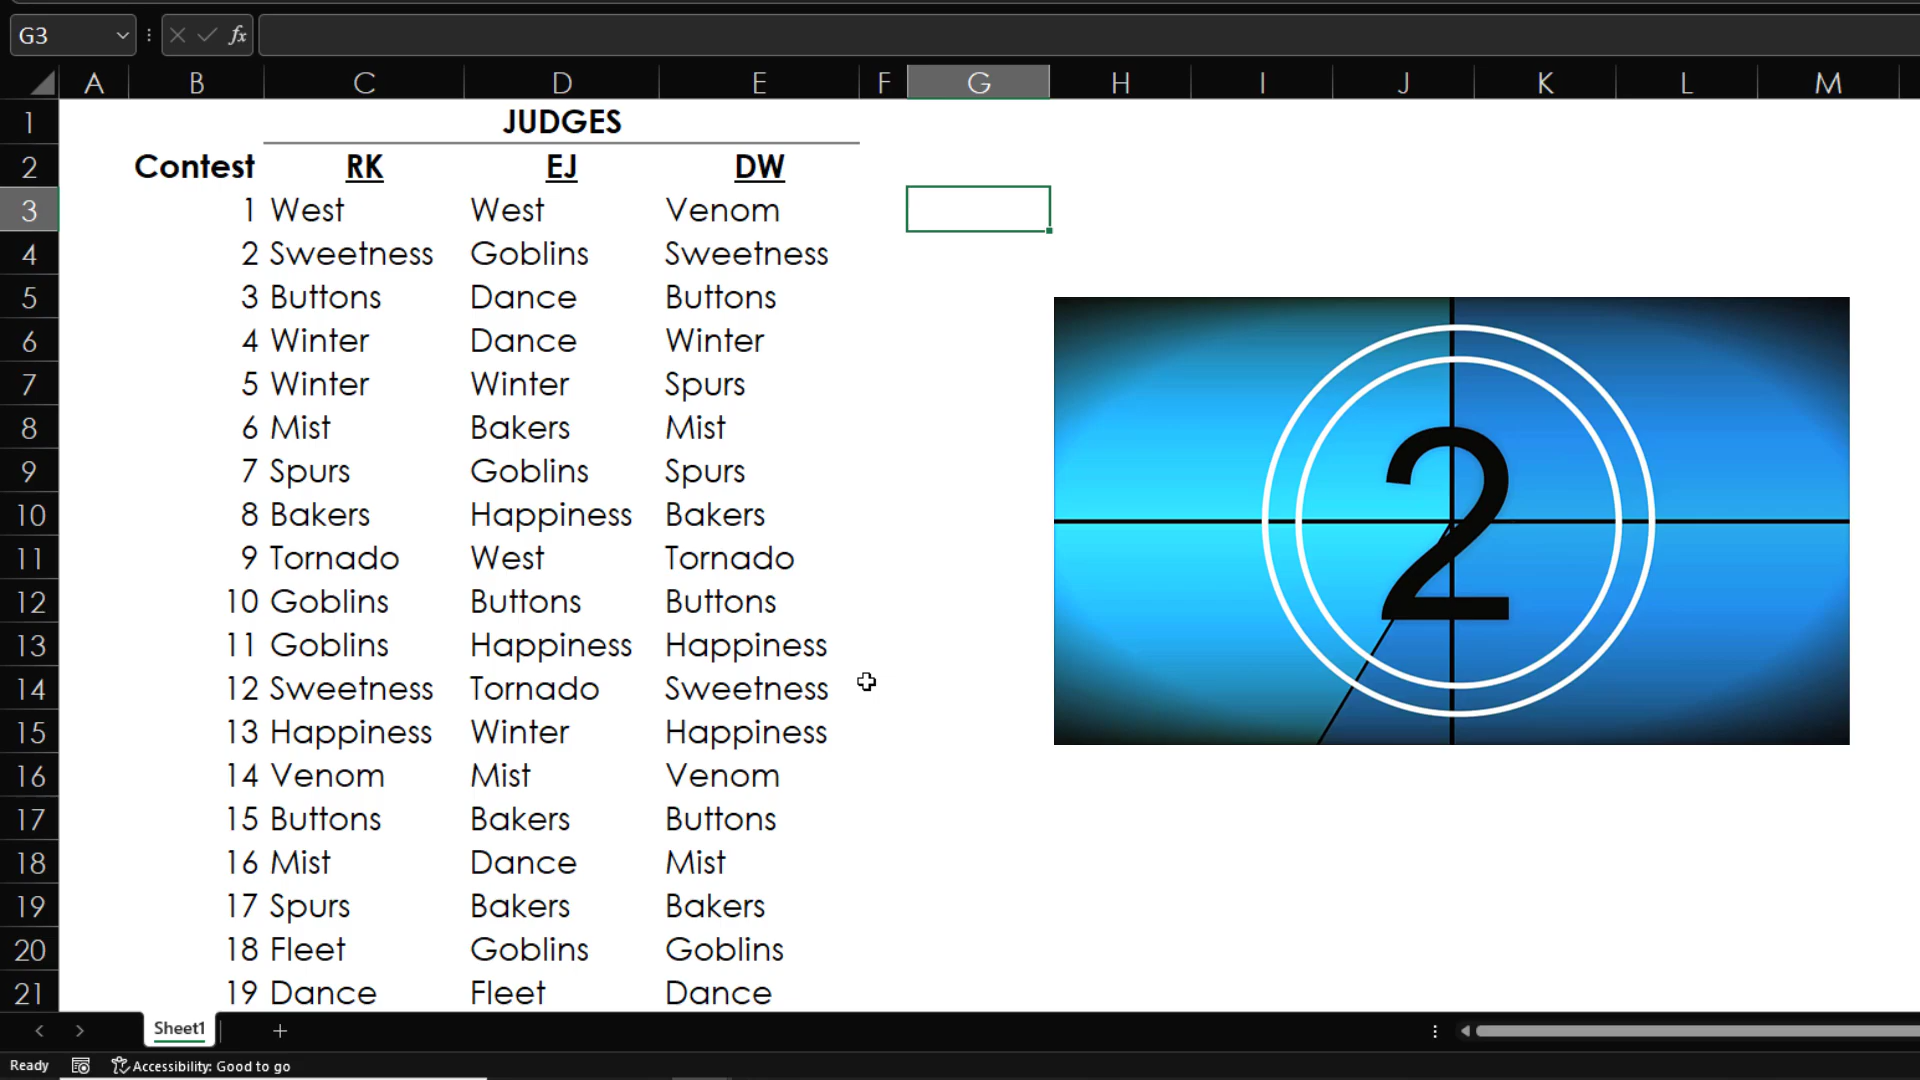 G3 fx
A B C D E F G H I J K L M
1 JUDGES
2 Contest RK EJ DW
3 1 West West Venom
4 2 Sweetness Goblins Sweetness
5 3 Buttons Dance Buttons
6 4 Winter Dance Winter
7 5 Winter Winter Spurs
8 6 Mist Bakers Mist
9 7 Spurs Goblins Spurs
10 8 Bakers Happiness Bakers
11 9 Tornado West Tornado
12 10 Goblins Buttons Buttons
13 11 Goblins Happiness Happiness
14 12 Sweetness Tornado Sweetness
15 13 Happiness Winter Happiness
16 14 Venom Mist Venom
17 15 Buttons Bakers Buttons
18 16 Mist Dance Mist
19 17 Spurs Bakers Bakers
20 18 Fleet Goblins Goblins
21 19 Dance Fleet Dance
2
Sheet1
Ready Accessibility: Good to go